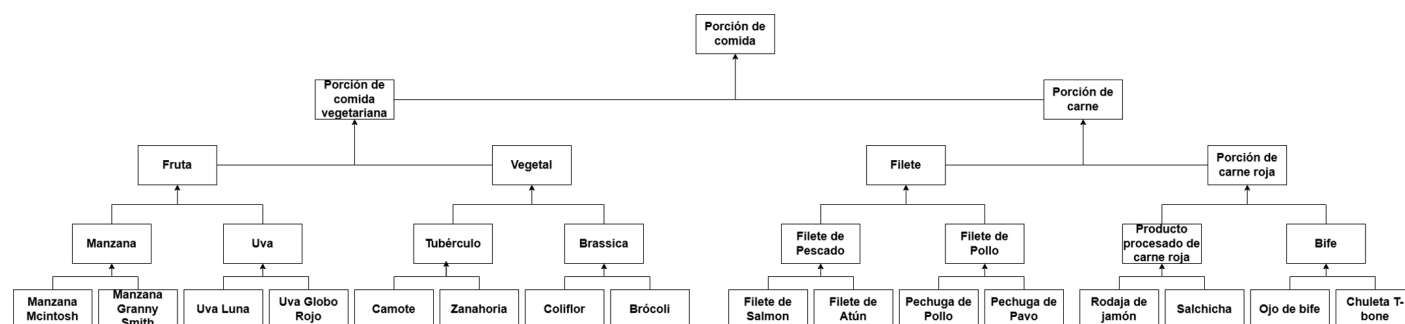 Porción de
comida
Porción de
comida
vegetariana
Porción de
carne
Fruta
Vegetal
Filete
Porción de
carne roja
Manzana
Uva
Tubérculo
Brassica
Filete de
Pescado
Filete de
Pollo
Producto
procesado de
carne roja
Bife
Manzana
Mcintosh
Manzana
Granny
Smith
Uva Luna
Uva Globo
Rojo
Camote
Zanahoria
Coliflor
Brócoli
Filete de
Salmon
Filete de
Atún
Pechuga de
Pollo
Pechuga de
Pavo
Rodaja de
jamón
Salchicha
Ojo de bife
Chuleta T-
bone